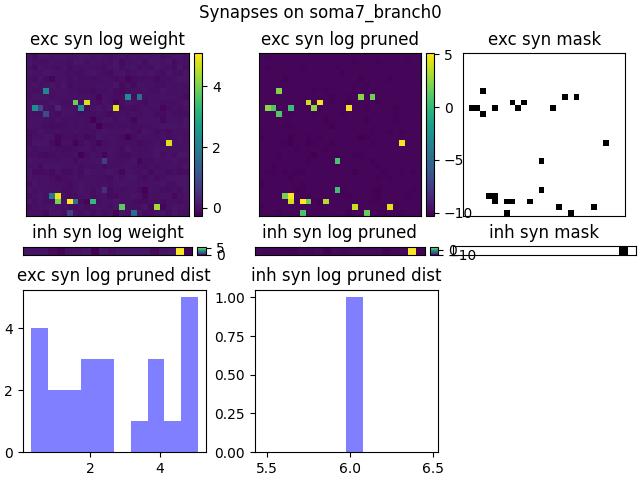 Synapses on soma7_branch0
exc syn log weight
exc syn log pruned
exc syn mask
4
2
0
5
0
−5
−10
inh syn log weight
inh syn log pruned
inh syn mask
5
0
0
−10
exc syn log pruned dist
inh syn log pruned dist
4
2
0
2
4
1.00
0.75
0.50
0.25
0.00
5.5
6.0
6.5